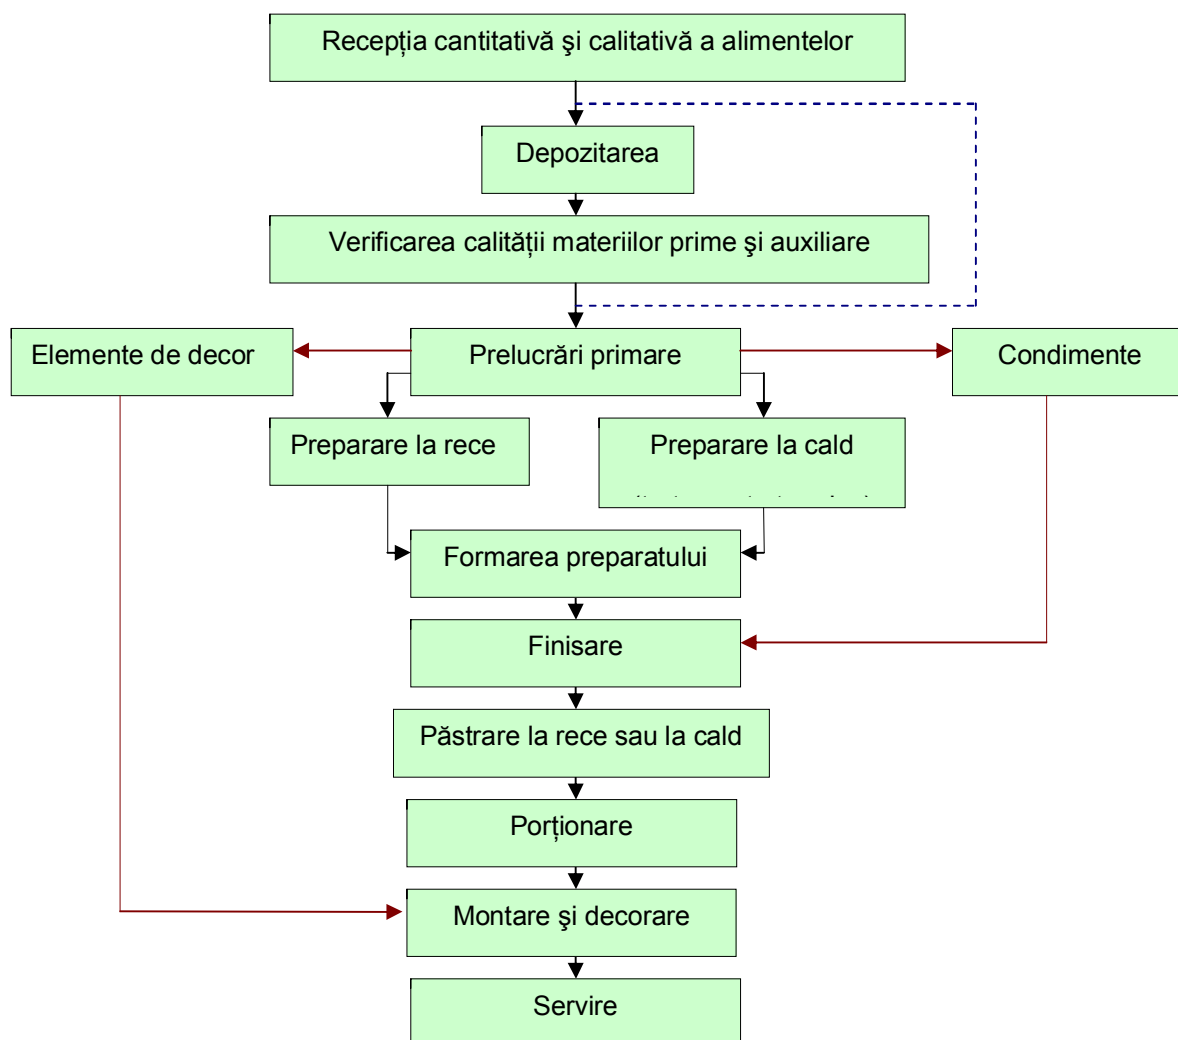 Recepția cantitativă şi calitativă a alimentelor
Depozitarea
Verificarea calității materiilor prime şi auxiliare
Elemente de decor
Prelucrări primare
Condimente
Preparare la rece
Preparare la cald
Formarea preparatului
Finisare
Păstrare la rece sau la cald
Porționare
Montare şi decorare
Servire